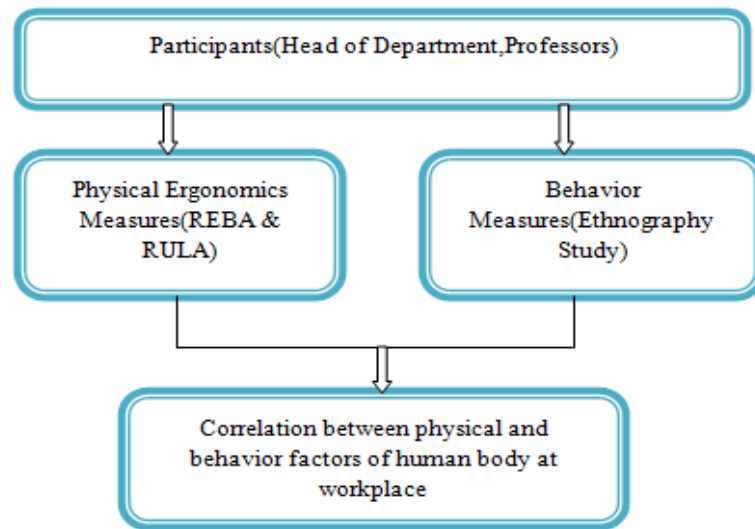 Participants(Head of Department,Professors)
Physical Ergonomics
Measures(REBA &
RULA)
Behavior
Measures(Ethnography
Study)
Correlation between physical and
behavior factors of human body at
workplace